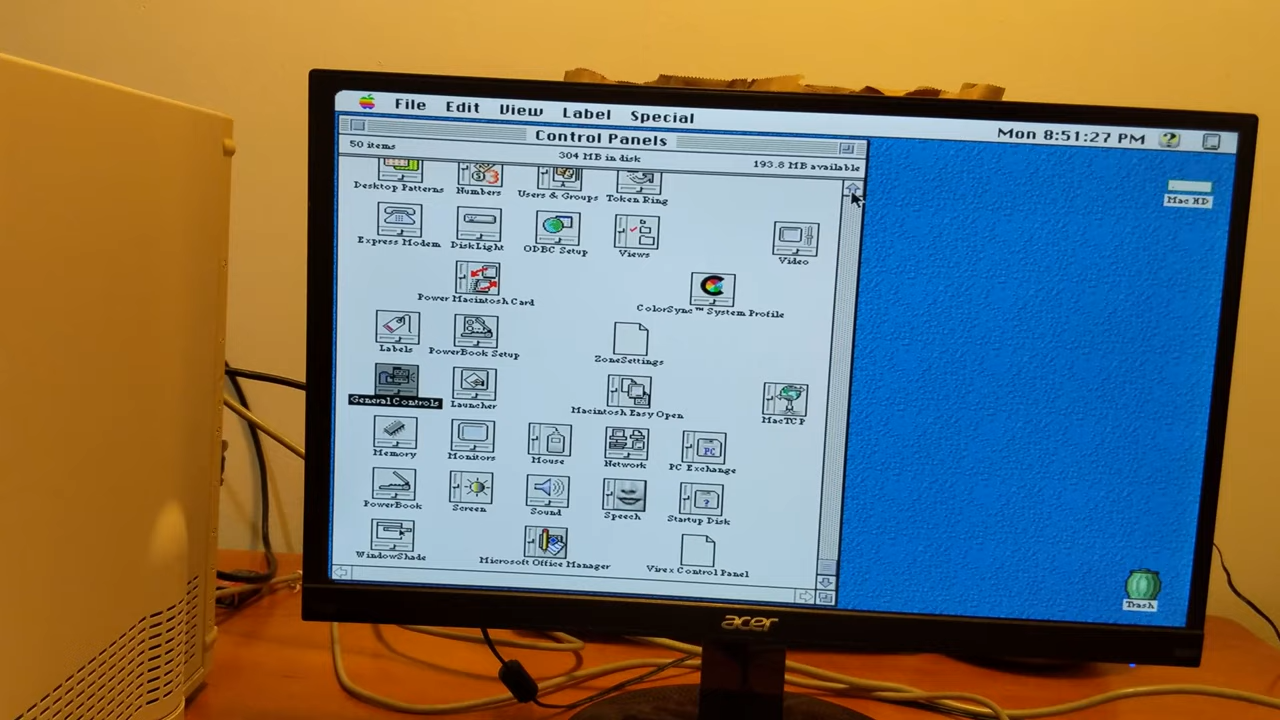 File Edit View Label Special
Mon 8:51:27 PM
Control Panels
50 items 304 MB in disk 193.8 MB available
Desktop Patterns Numbers Users & Groups Token Ring
Mac HD
Express Modem DiskLight ODBC Setup Views Video
Power Macintosh Card ColorSync™ System Profile
Labels PowerBook Setup ZoneSettings
General Controls Launcher Macintosh Easy Open MacTCP
Memory Monitors Mouse Network PC Exchange
PC
PowerBook Screen Sound Speech Startup Disk
WindowShade Microsoft Office Manager Virex Control Panel
Trash
acer